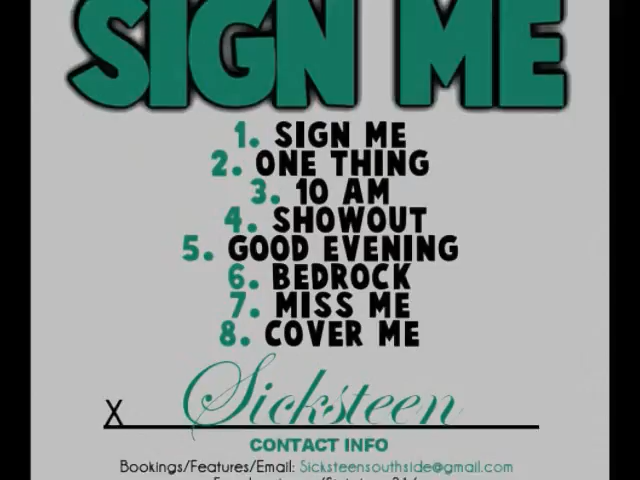 SIGN ME
1. SIGN ME
2. ONE THING
3. 10 AM
4. SHOWOUT
5. GOOD EVENING
6. BEDROCK
7. MISS ME
8. COVER ME
X Sicksteen
CONTACT INFO
Bookings/Features/Email: Sicksteensouthside@gmail.com